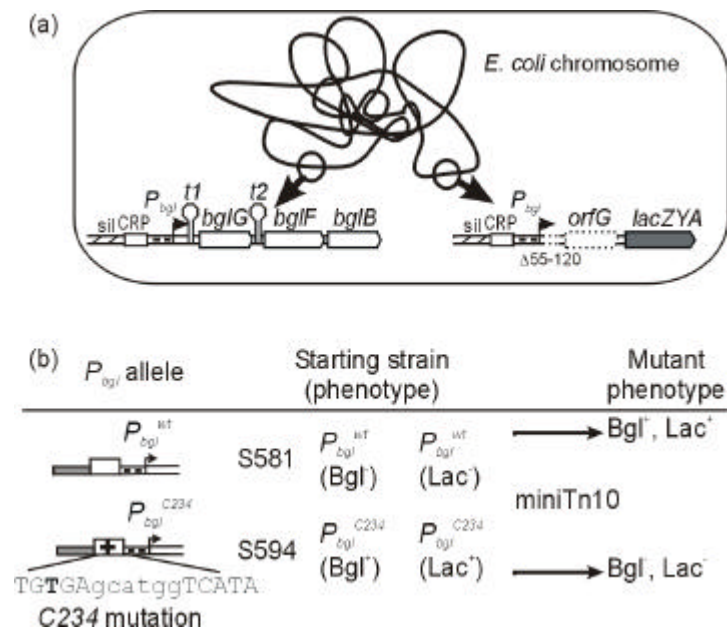 (a)
E. coli chromosome
P bgl t1 t2
sil CRP bglG bglF bglB
P bgl
sil CRP orfG lacZYA
Δ55-120
(b)
P bgl allele Starting strain (phenotype) Mutant phenotype
P bgl wt
S581 P bgl wt (Bgl-) P bgl wt (Lac-)
Bgl+, Lac+
miniTn10
P bgl C234
S594 P bgl C234 (Bgl+) P bgl C234 (Lac+)
Bgl-, Lac-
+
TGTGAgcatggTCATA
C234 mutation